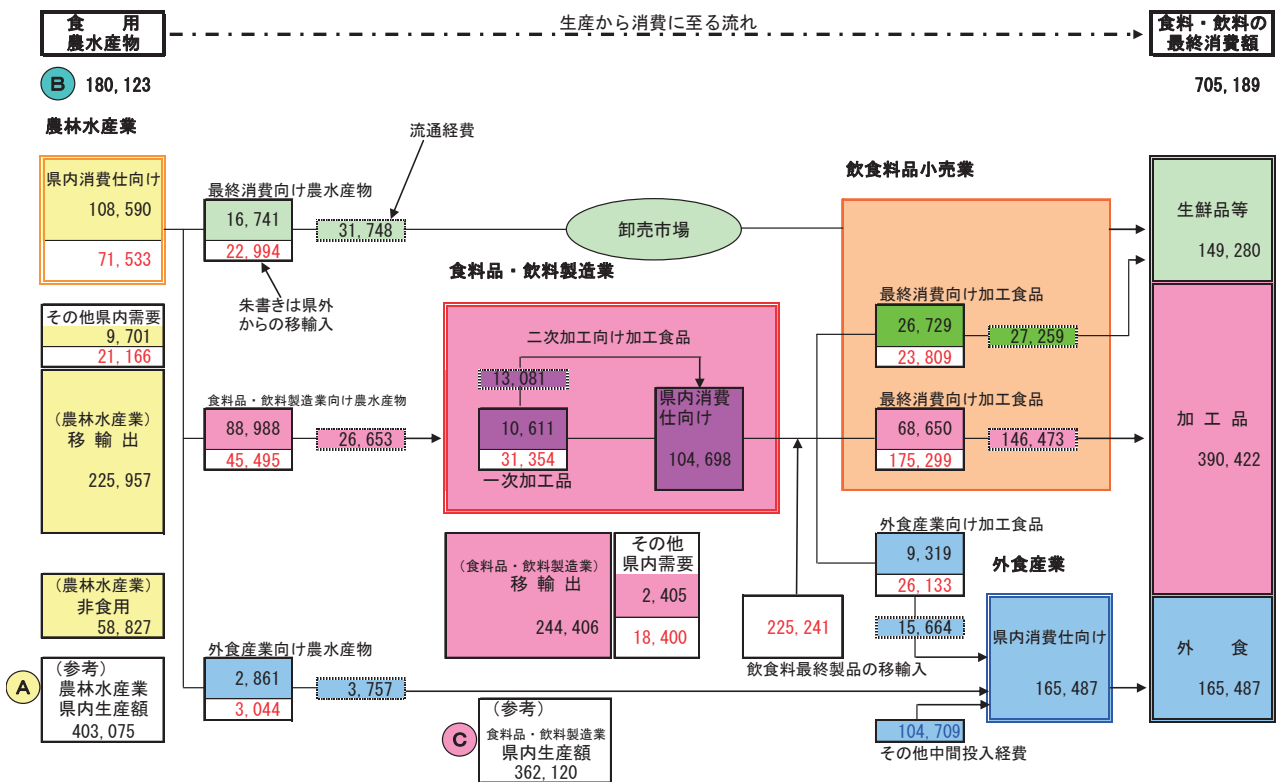 食 用
農水産物
生産から消費に至る流れ
食料・飲料の
最終消費額
B 180,123
705,189
農林水産業
流通経費
県内消費仕向け
108,590
71,533
最終消費向け農水産物
16,741
22,994
31,748
卸売市場
朱書きは県外
からの移輸入
飲食料品小売業
生鮮品等
149,280
食料品・飲料製造業
その他県内需要
9,701
21,166
二次加工向け加工食品
13,081
10,611
31,354
一次加工品
県内消費
仕向け
104,698
最終消費向け加工食品
26,729
23,809
27,259
最終消費向け加工食品
68,650
175,299
146,473
加 工 品
390,422
(農林水産業)
移 輸 出
225,957
食料品・飲料製造業向け農水産物
88,988
45,495
26,653
(食料品・飲料製造業)
移 輸 出
244,406
その他
県内需要
2,405
18,400
225,241
飲食料最終製品の移輸入
外食産業向け加工食品
9,319
26,133
15,664
外食産業
県内消費仕向け
165,487
外 食
165,487
(農林水産業)
非食用
58,827
外食産業向け農水産物
2,861
3,044
3,757
104,709
その他中間投入経費
A
(参考)
農林水産業
県内生産額
403,075
C
(参考)
食料品・飲料製造業
県内生産額
362,120